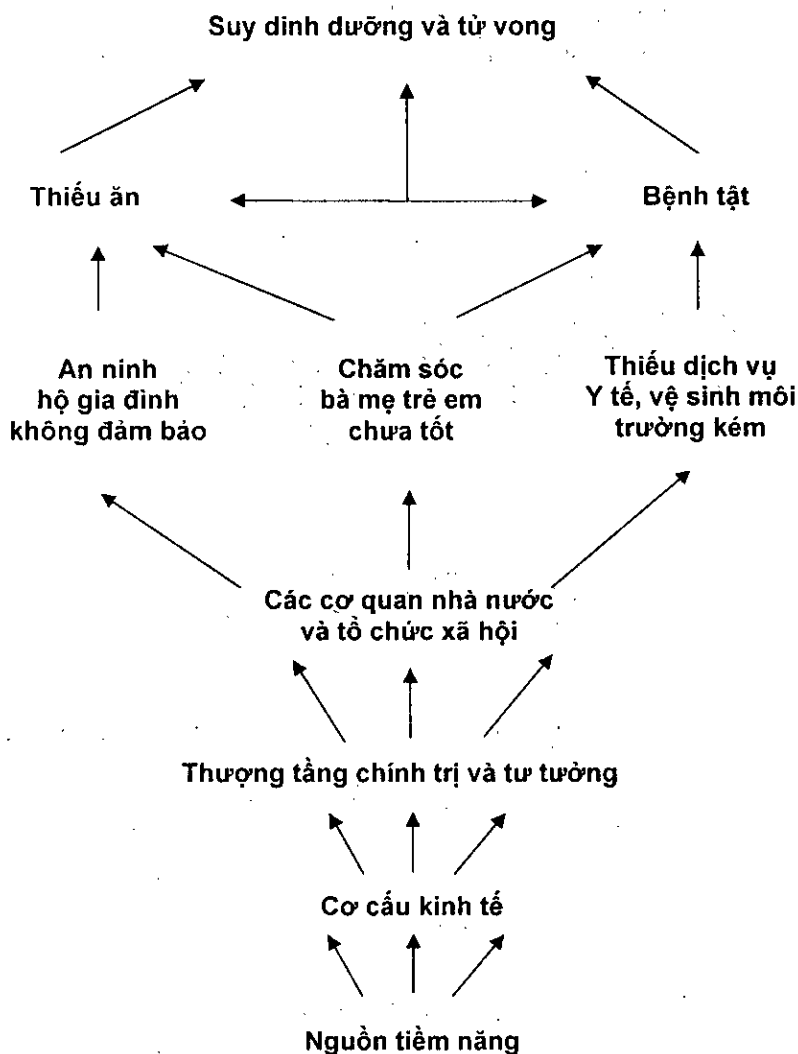 Suy dinh dưỡng và tử vong
Thiếu ăn
Bệnh tật
An ninh
hộ gia đình
không đảm bảo
Chăm sóc
bà mẹ trẻ em
chưa tốt
Thiếu dịch vụ
Y tế, vệ sinh môi
trường kém
Các cơ quan nhà nước
và tổ chức xã hội
Thượng tầng chính trị và tư tưởng
Cơ cấu kinh tế
Nguồn tiềm năng